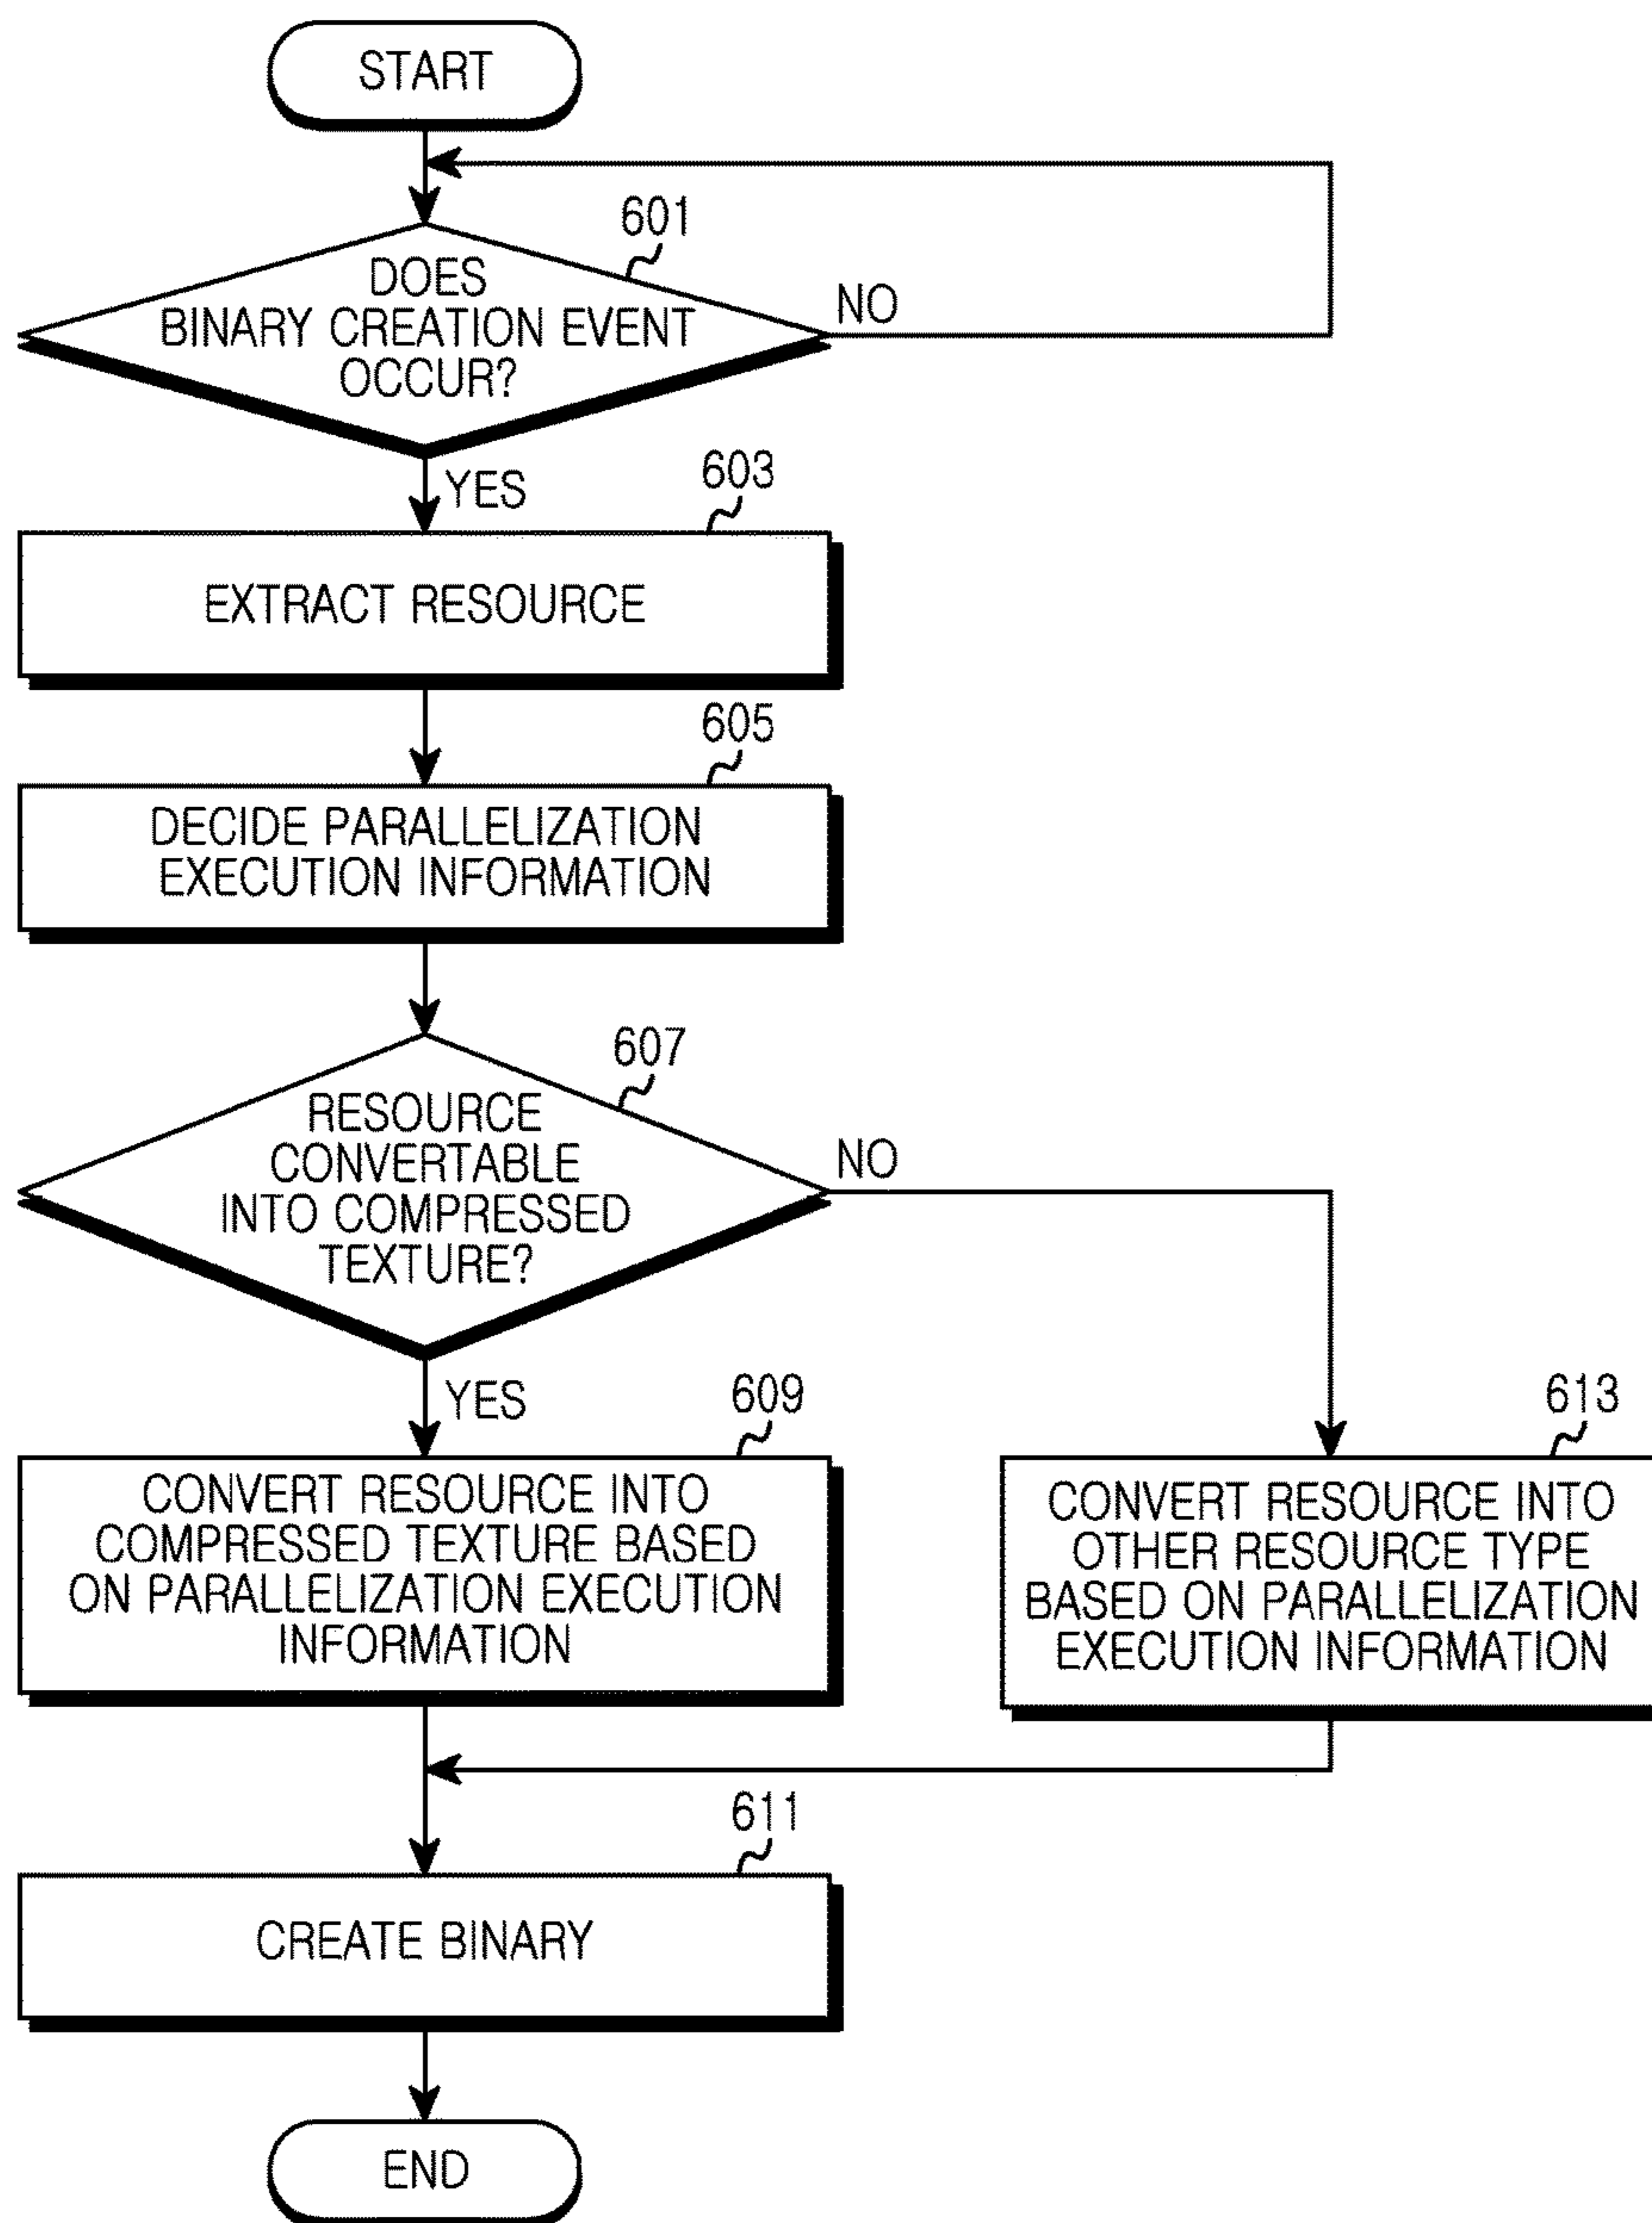 START
601
DOES
BINARY CREATION EVENT
OCCUR?
NO
YES
603
EXTRACT RESOURCE
605
DECIDE PARALLELIZATION
EXECUTION INFORMATION
607
RESOURCE
CONVERTABLE
INTO COMPRESSED
TEXTURE?
NO
YES
609
CONVERT RESOURCE INTO
COMPRESSED TEXTURE BASED
ON PARALLELIZATION EXECUTION
INFORMATION
613
CONVERT RESOURCE INTO
OTHER RESOURCE TYPE
BASED ON PARALLELIZATION
EXECUTION INFORMATION
611
CREATE BINARY
END